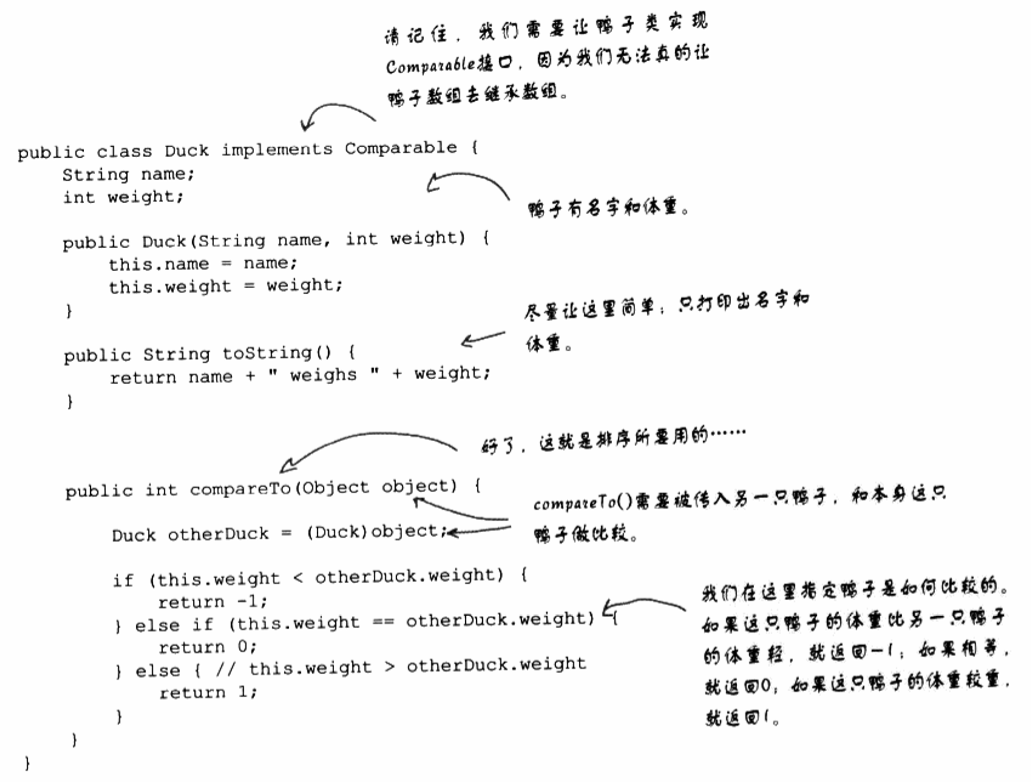 请记住，我们需要让鸭子类实现
Comparable接口，因为我们无法真的让
鸭子数组去继承数组。
public class Duck implements Comparable {
String name;
int weight;
鸭子有名字和体重。
public Duck(String name, int weight) {
this.name = name;
this.weight = weight;
}
尽量让这里简单；只打印出名字和
体重。
public String toString() {
return name + " weighs " + weight;
}
好了，这就是排序所要用的……
public int compareTo(Object object) {
compareTo()需要被传入另一只鸭子，和本身这只
鸭子做比较。
Duck otherDuck = (Duck)object;
if (this.weight < otherDuck.weight) {
return -1;
} else if (this.weight == otherDuck.weight) {
return 0;
} else { // this.weight > otherDuck.weight
return 1;
}
}
}
我们在这里指定鸭子是如何比较的。
如果这只鸭子的体重比另一只鸭子
的体重轻，就返回-1；如果相等，
就返回0；如果这只鸭子的体重较重，
就返回1。